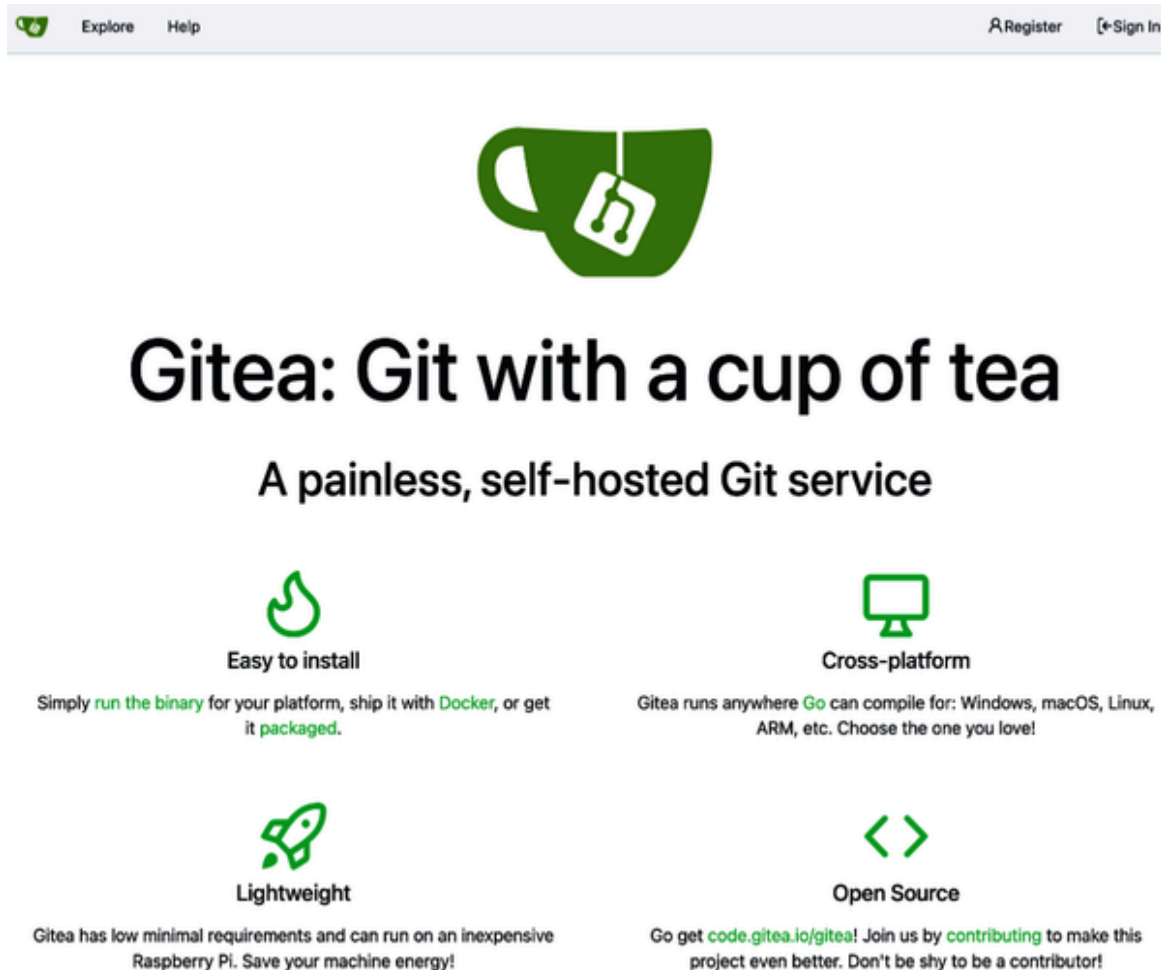 Explore Help Register Sign In
Gitea: Git with a cup of tea
A painless, self-hosted Git service
Easy to install
Simply run the binary for your platform, ship it with Docker, or get
it packaged.
Cross-platform
Gitea runs anywhere Go can compile for: Windows, macOS, Linux,
ARM, etc. Choose the one you love!
Lightweight
Gitea has low minimal requirements and can run on an inexpensive
Raspberry Pi. Save your machine energy!
Open Source
Go get code.gitea.io/gitea! Join us by contributing to make this
project even better. Don't be shy to be a contributor!